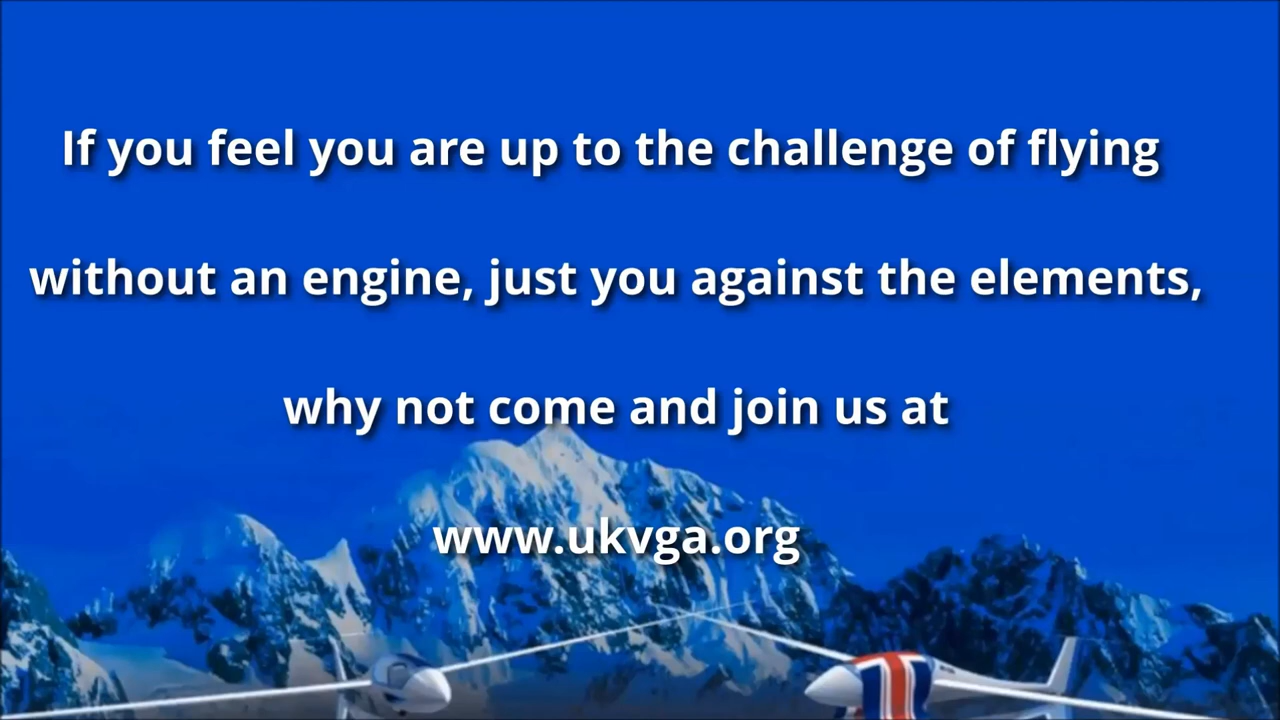 If you feel you are up to the challenge of flying
without an engine, just you against the elements,
why not come and join us at
www.ukvga.org